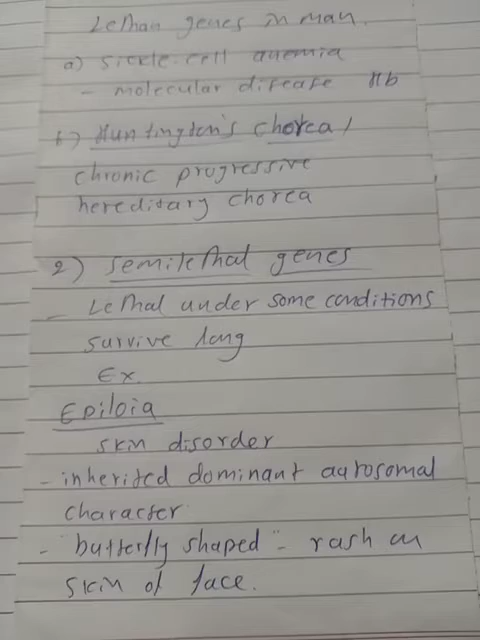 Lethan genes in man.
a) sickle-cell anemia
- molecular disease Hb
b) Huntington's chorea/
chronic progressive
hereditary chorea
2) semilethal genes
- Lethal under some conditions
survive long
Ex.
Epiloia
skin disorder
- inherited dominant autosomal
character.
- "butterfly shaped" - rash on
skin of face.